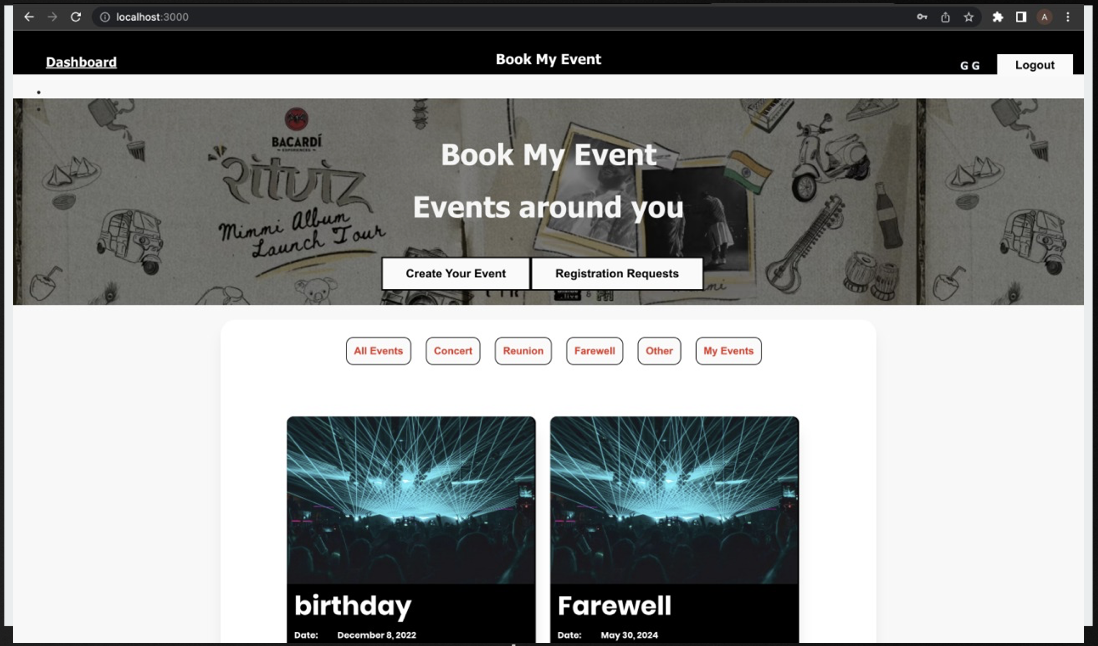 localhost:3000
A
Dashboard
Book My Event
G G
Logout
BACARDÍ
ritviz
Mimmi Album
Launch Tour
Book My Event
Events around you
Create Your Event
Registration Requests
All Events
Concert
Reunion
Farewell
Other
My Events
birthday
Date: December 8, 2022
Farewell
Date: May 30, 2024